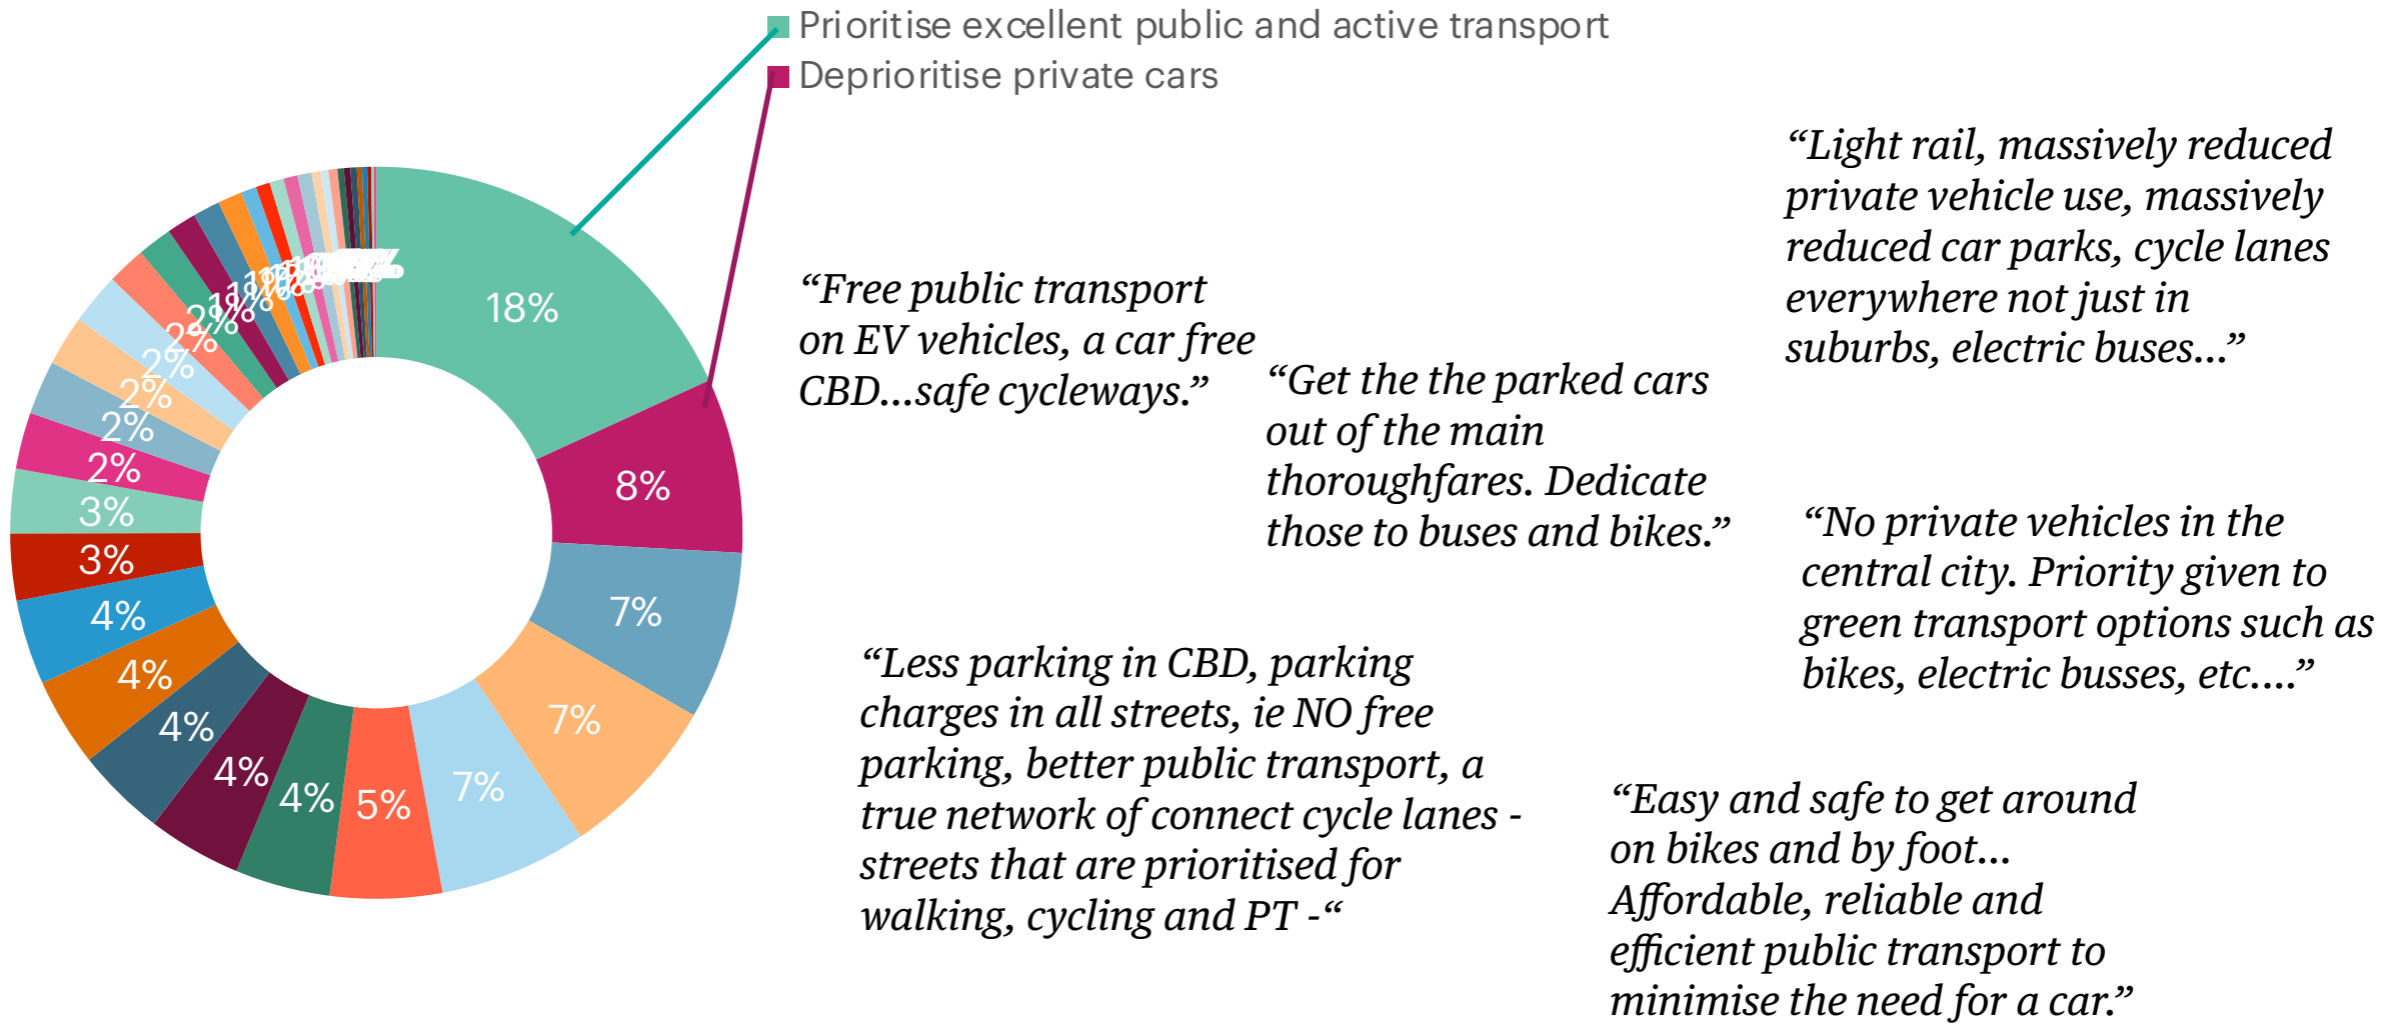 Prioritise excellent public and active transport
Deprioritise private cars
18%
8%
7%
7%
7%
5%
4%
4%
4%
4%
4%
3%
3%
2%
2%
2%
2%
2%
2%
1%
“Free public transport
on EV vehicles, a car free
CBD...safe cycleways.”
“Get the the parked cars
out of the main
thoroughfares. Dedicate
those to buses and bikes.”
“Light rail, massively reduced
private vehicle use, massively
reduced car parks, cycle lanes
everywhere not just in
suburbs, electric buses...”
“No private vehicles in the
central city. Priority given to
green transport options such as
bikes, electric busses, etc....”
“Less parking in CBD, parking
charges in all streets, ie NO free
parking, better public transport, a
true network of connect cycle lanes -
streets that are prioritised for
walking, cycling and PT -“
“Easy and safe to get around
on bikes and by foot...
Affordable, reliable and
efficient public transport to
minimise the need for a car.”